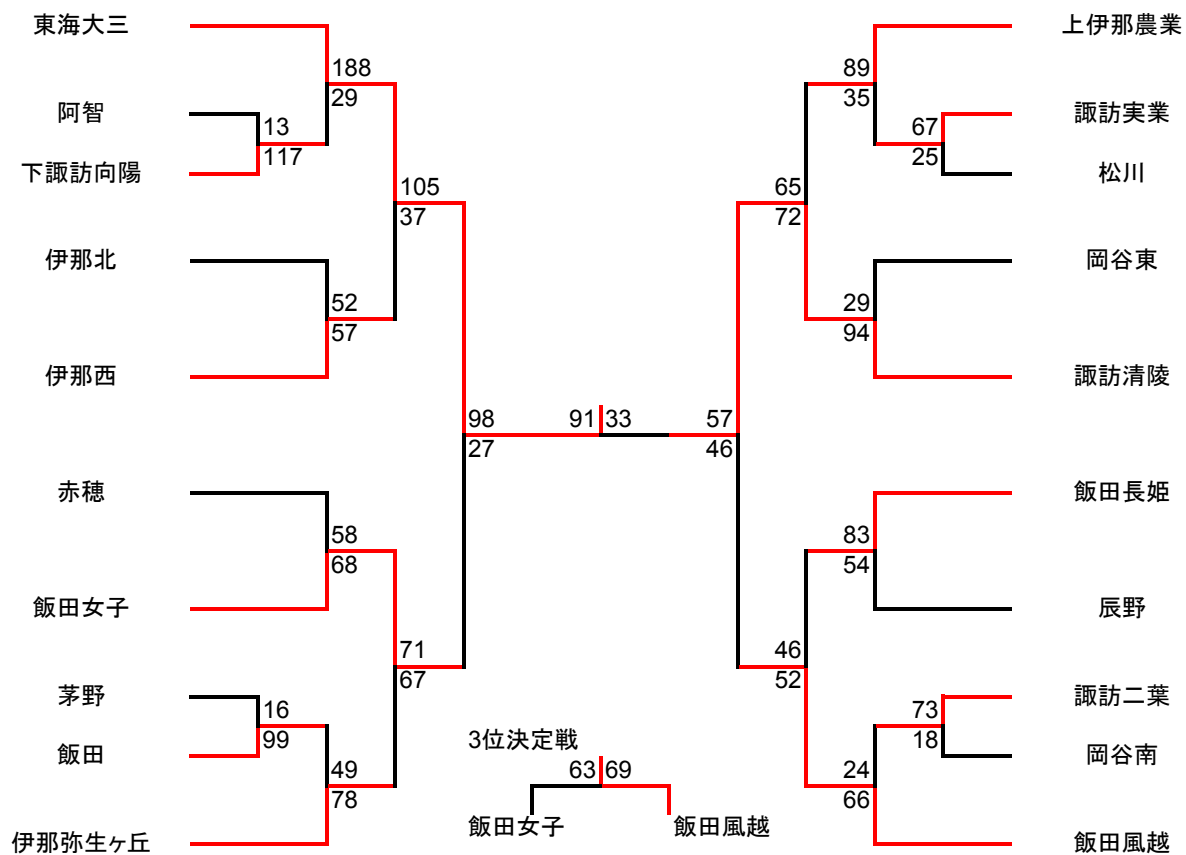 東海大三
上伊那農業
188
29
89
35
阿智
13
117
下諏訪向陽
諏訪実業
67
25
松川
105
37
65
72
伊那北
52
57
伊那西
岡谷東
29
94
諏訪清陵
98
27
91 33
57
46
赤穂
58
68
飯田女子
飯田長姫
83
54
辰野
71
67
46
52
茅野
16
99
飯田
諏訪二葉
73
18
岡谷南
49
78
伊那弥生ヶ丘
24
66
飯田風越
3位決定戦
63 69
飯田女子 飯田風越